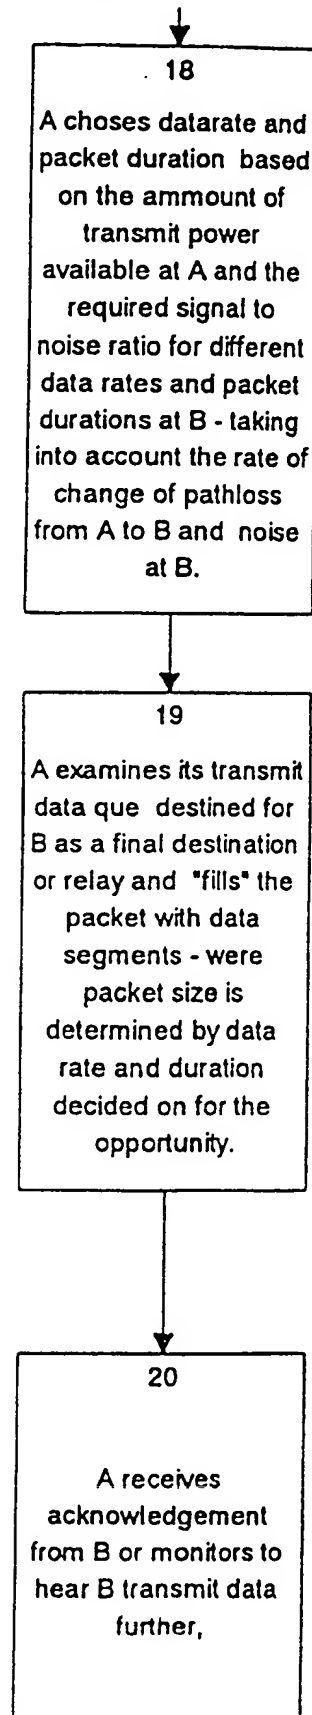 18
A choses datarate and
packet duration based
on the ammount of
transmit power
available at A and the
required signal to
noise ratio for different
data rates and packet
durations at B - taking
into account the rate of
change of pathloss
from A to B and noise
at B.
19
A examines its transmit
data que destined for
B as a final destination
or relay and "fills" the
packet with data
segments - were
packet size is
determined by data
rate and duration
decided on for the
opportunity.
20
A receives
acknowledgement
from B or monitors to
hear B transmit data
further,